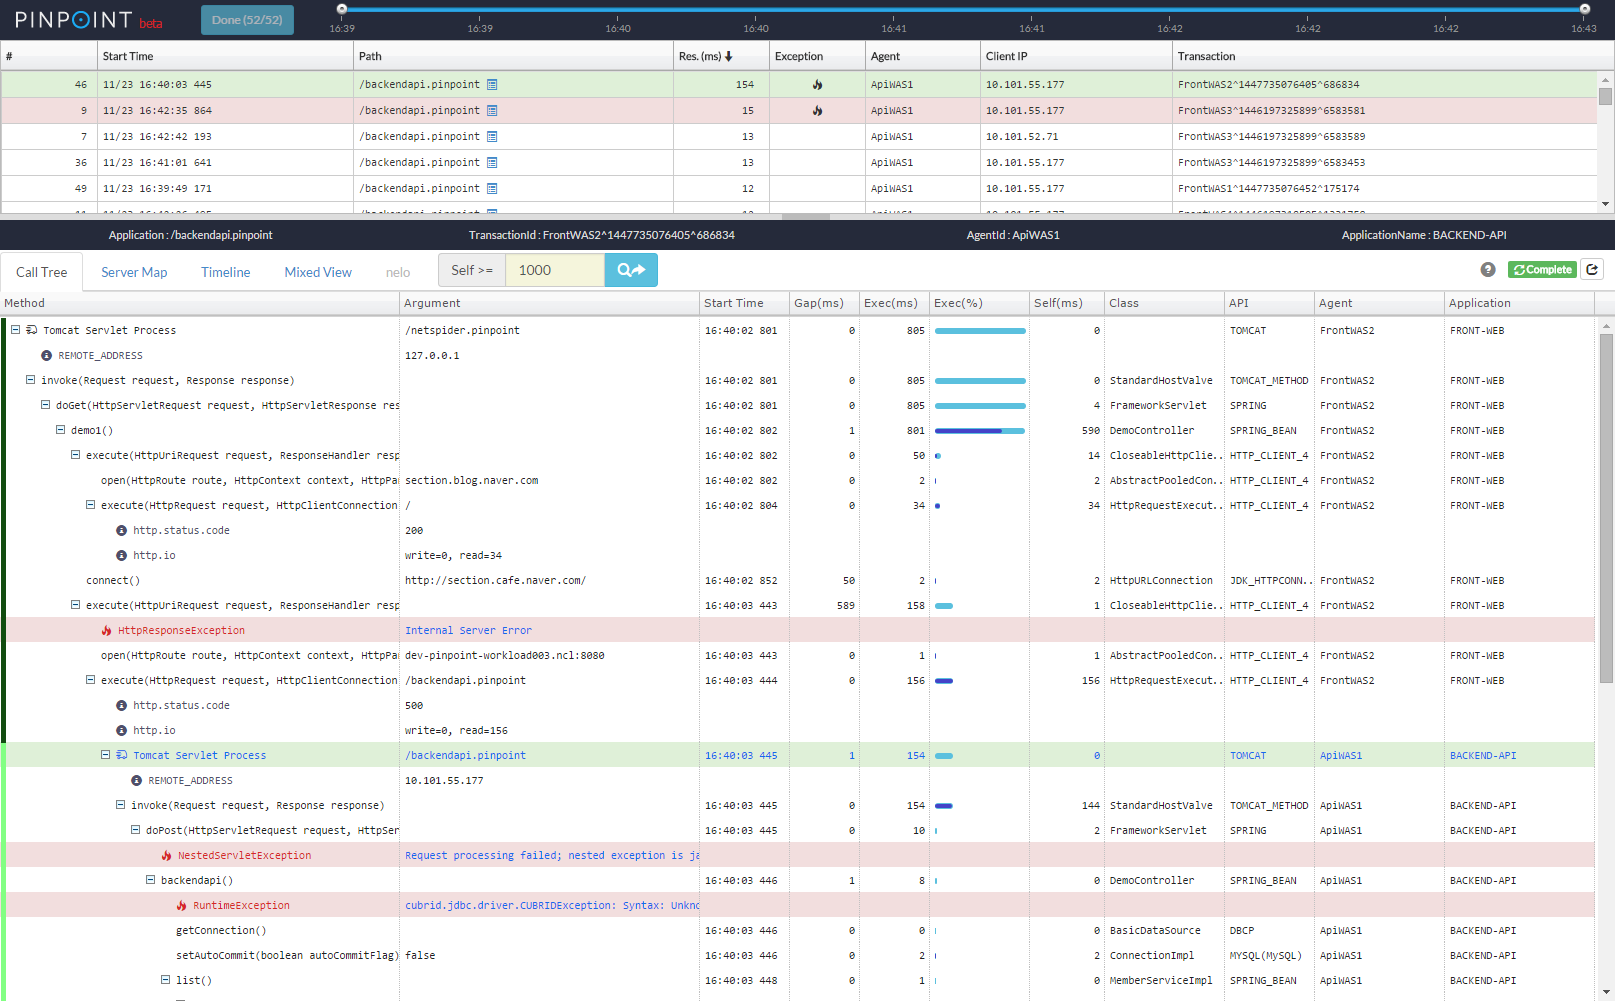 PINPOINT beta Done (52/52)
16:39 16:39 16:40 16:40 16:41 16:41 16:42 16:42 16:42 16:43
# Start Time Path Res. (ms) Exception Agent Client IP Transaction
46 11/23 16:40:03 445 /backendapi.pinpoint 154 ApiWAS1 10.101.55.177 FrontWAS2^1447735076405^686834
9 11/23 16:42:35 864 /backendapi.pinpoint 15 ApiWAS1 10.101.55.177 FrontWAS3^1446197325899^6583581
7 11/23 16:42:42 193 /backendapi.pinpoint 13 ApiWAS1 10.101.52.71 FrontWAS3^1446197325899^6583589
36 11/23 16:41:01 641 /backendapi.pinpoint 13 ApiWAS1 10.101.55.177 FrontWAS3^1446197325899^6583453
49 11/23 16:39:49 171 /backendapi.pinpoint 12 ApiWAS1 10.101.55.177 FrontWAS1^1447735076452^175174
Application : /backendapi.pinpoint TransactionId : FrontWAS2^1447735076405^686834 AgentId : ApiWAS1 ApplicationName : BACKEND-API
Call Tree Server Map Timeline Mixed View nelo Self >= 1000 Complete
Method Argument Start Time Gap(ms) Exec(ms) Exec(%) Self(ms) Class API Agent Application
Tomcat Servlet Process /netspider.pinpoint 16:40:02 801 0 805 0 TOMCAT FrontWAS2 FRONT-WEB
REMOTE_ADDRESS 127.0.0.1
invoke(Request request, Response response) 16:40:02 801 0 805 0 StandardHostValve TOMCAT_METHOD FrontWAS2 FRONT-WEB
doGet(HttpServletRequest request, HttpServletResponse res 16:40:02 801 0 805 4 FrameworkServlet SPRING FrontWAS2 FRONT-WEB
demo1() 16:40:02 802 1 801 590 DemoController SPRING_BEAN FrontWAS2 FRONT-WEB
execute(HttpUriRequest request, ResponseHandler resp 16:40:02 802 0 50 14 CloseableHttpClie.. HTTP_CLIENT_4 FrontWAS2 FRONT-WEB
open(HttpRoute route, HttpContext context, HttpPa section.blog.naver.com 16:40:02 802 0 2 2 AbstractPooledCon.. HTTP_CLIENT_4 FrontWAS2 FRONT-WEB
execute(HttpRequest request, HttpClientConnection / 16:40:02 804 0 34 34 HttpRequestExecut.. HTTP_CLIENT_4 FrontWAS2 FRONT-WEB
http.status.code 200
http.io write=0, read=34
connect() http://section.cafe.naver.com/ 16:40:02 852 50 2 2 HttpURLConnection JDK_HTTPCONN.. FrontWAS2 FRONT-WEB
execute(HttpUriRequest request, ResponseHandler resp 16:40:03 443 589 158 1 CloseableHttpClie.. HTTP_CLIENT_4 FrontWAS2 FRONT-WEB
HttpResponseException Internal Server Error
open(HttpRoute route, HttpContext context, HttpPa dev-pinpoint-workload003.ncl:8080 16:40:03 443 0 1 1 AbstractPooledCon.. HTTP_CLIENT_4 FrontWAS2 FRONT-WEB
execute(HttpRequest request, HttpClientConnection /backendapi.pinpoint 16:40:03 444 0 156 156 HttpRequestExecut.. HTTP_CLIENT_4 FrontWAS2 FRONT-WEB
http.status.code 500
http.io write=0, read=156
Tomcat Servlet Process /backendapi.pinpoint 16:40:03 445 1 154 0 TOMCAT ApiWAS1 BACKEND-API
REMOTE_ADDRESS 10.101.55.177
invoke(Request request, Response response) 16:40:03 445 0 154 144 StandardHostValve TOMCAT_METHOD ApiWAS1 BACKEND-API
doPost(HttpServletRequest request, HttpSer 16:40:03 445 0 10 2 FrameworkServlet SPRING ApiWAS1 BACKEND-API
NestedServletException Request processing failed; nested exception is ja
backendapi() 16:40:03 446 1 8 0 DemoController SPRING_BEAN ApiWAS1 BACKEND-API
RuntimeException cubrid.jdbc.driver.CUBRIDException: Syntax: Unkno
getConnection() 16:40:03 446 0 0 0 BasicDataSource DBCP ApiWAS1 BACKEND-API
setAutoCommit(boolean autoCommitFlag) false 16:40:03 446 0 2 2 ConnectionImpl MYSQL(MySQL) ApiWAS1 BACKEND-API
list() 16:40:03 448 0 1 0 MemberServiceImpl SPRING_BEAN ApiWAS1 BACKEND-API